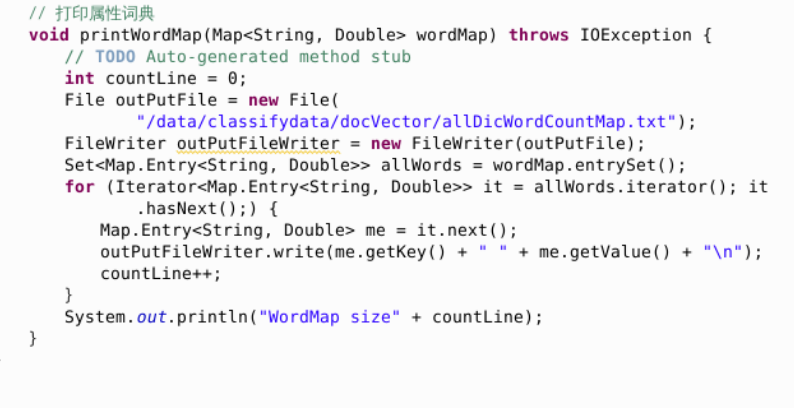 // 打印属性词典
void printWordMap(Map<String, Double> wordMap) throws IOException {
// TODO Auto-generated method stub
int countLine = 0;
File outPutFile = new File(
"/data/classifydata/docVector/allDicWordCountMap.txt");
FileWriter outPutFileWriter = new FileWriter(outPutFile);
Set<Map.Entry<String, Double>> allWords = wordMap.entrySet();
for (Iterator<Map.Entry<String, Double>> it = allWords.iterator(); it
.hasNext();) {
Map.Entry<String, Double> me = it.next();
outPutFileWriter.write(me.getKey() + " " + me.getValue() + "\n");
countLine++;
}
System.out.println("WordMap size" + countLine);
}